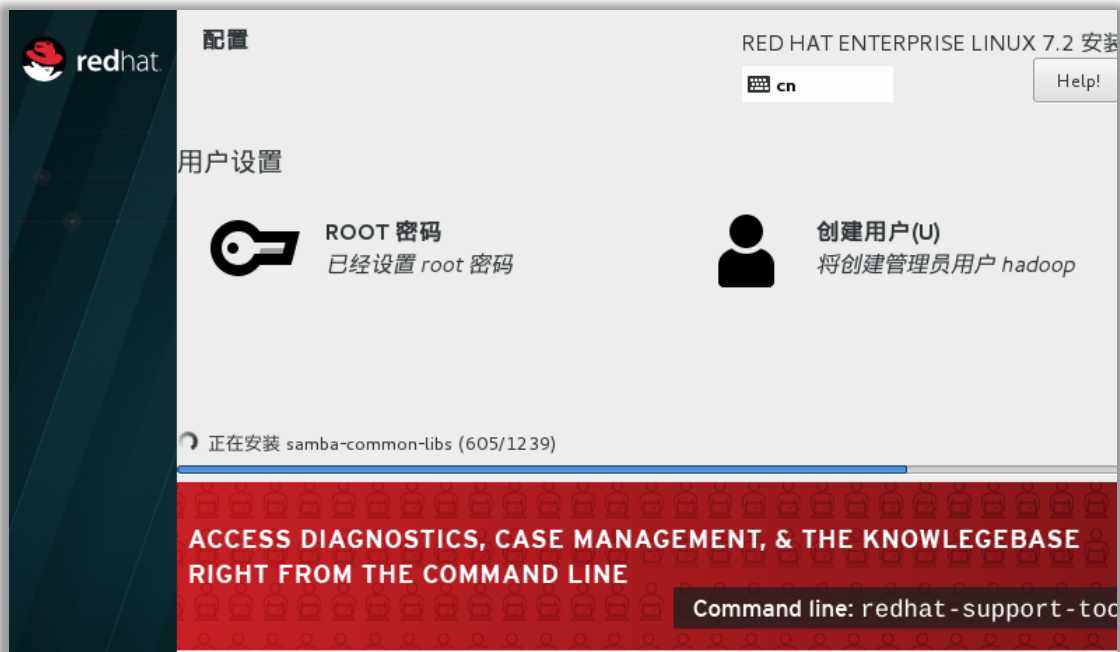 redhat.
配置
RED HAT ENTERPRISE LINUX 7.2 安装
cn
Help!
用户设置
ROOT 密码
已经设置 root 密码
创建用户(U)
将创建管理员用户 hadoop
正在安装 samba-common-libs (605/1239)
ACCESS DIAGNOSTICS, CASE MANAGEMENT, & THE KNOWLEGEBASE
RIGHT FROM THE COMMAND LINE
Command line: redhat-support-too